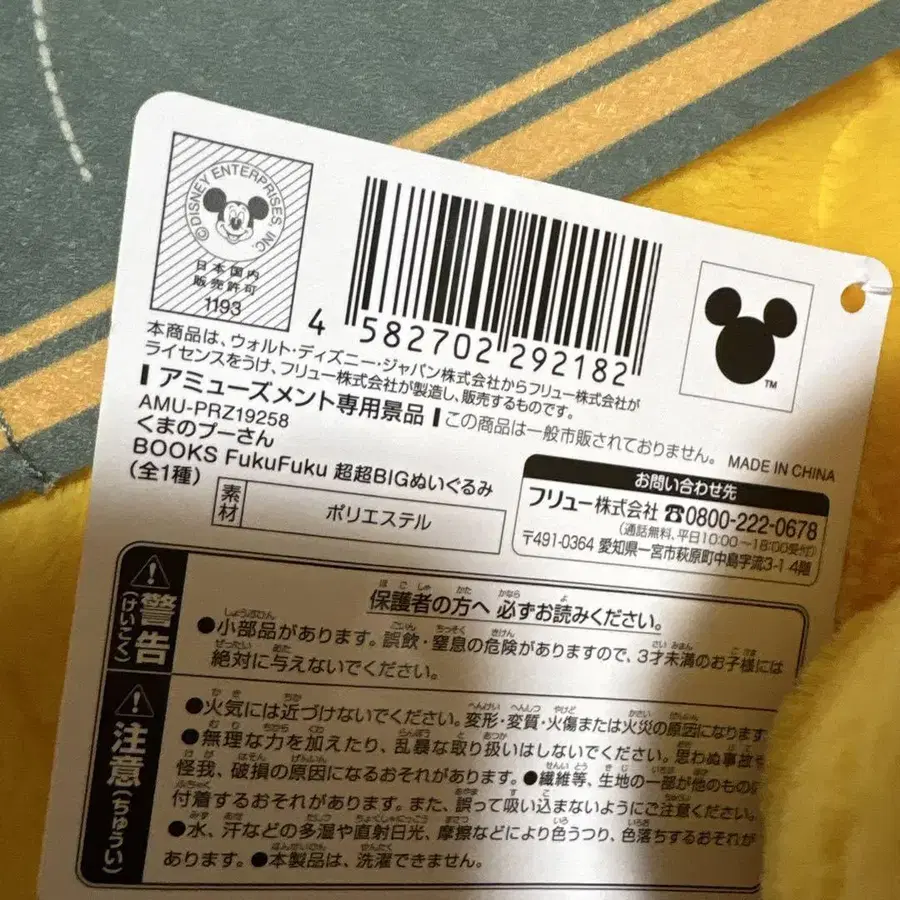 ©DISNEY ENTERPRISES, INC.
日本国内
販売許可
1193
4 582702 292182
TM
本商品は、ウォルト・ディズニー・ジャパン株式会社からフリュー株式会社が
ライセンスをうけ、フリュー株式会社が製造し、販売するものです。
アミューズメント専用景品 この商品は一般市販されておりません。 MADE IN CHINA
AMU-PRZ19258
くまのプーさん
BOOKS FukuFuku 超超BIGぬいぐるみ
(全1種)
素材 ポリエステル
お問い合わせ先
フリュー株式会社 ☎0800-222-0678
(通話無料、平日10:00〜18:00受付)
〒491-0364 愛知県一宮市萩原町中島字流3-1 4階
警告(けいこく)
保護者の方へ 必ずお読みください。
●小部品があります。誤飲・窒息の危険がありますので、3才未満のお子様には
絶対に与えないでください。
注意(ちゅうい)
●火気には近づけないでください。変形・変質・火傷または火災の原因になります
●無理な力を加えたり、乱暴な取り扱いはしないでください。思わぬ事故や
怪我、破損の原因になるおそれがあります。●繊維等、生地の一部が他のもの
付着するおそれがあります。また、誤って吸い込まないようにご注意ください。
●水、汗などの多湿や直射日光、摩擦などにより色うつり、色落ちするおそれが
あります。●本製品は、洗濯できません。